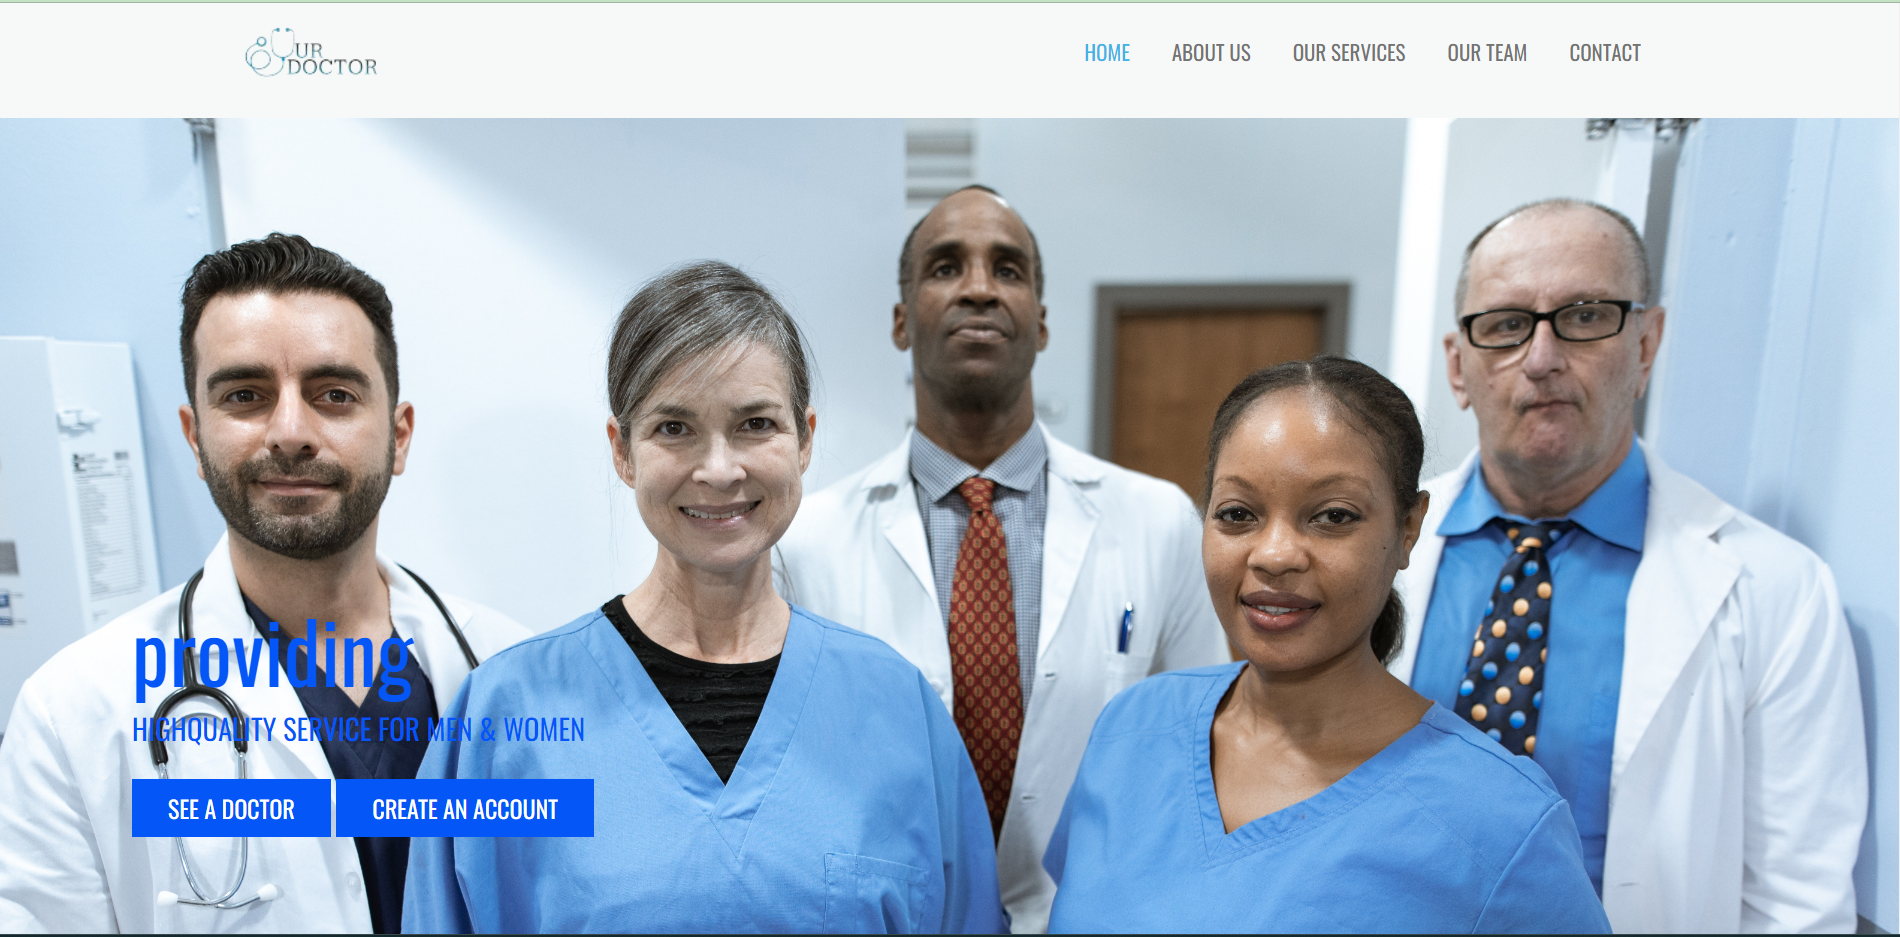 UR
DOCTOR
HOME ABOUT US OUR SERVICES OUR TEAM CONTACT
providing
HIGHQUALITY SERVICE FOR MEN & WOMEN
SEE A DOCTOR CREATE AN ACCOUNT